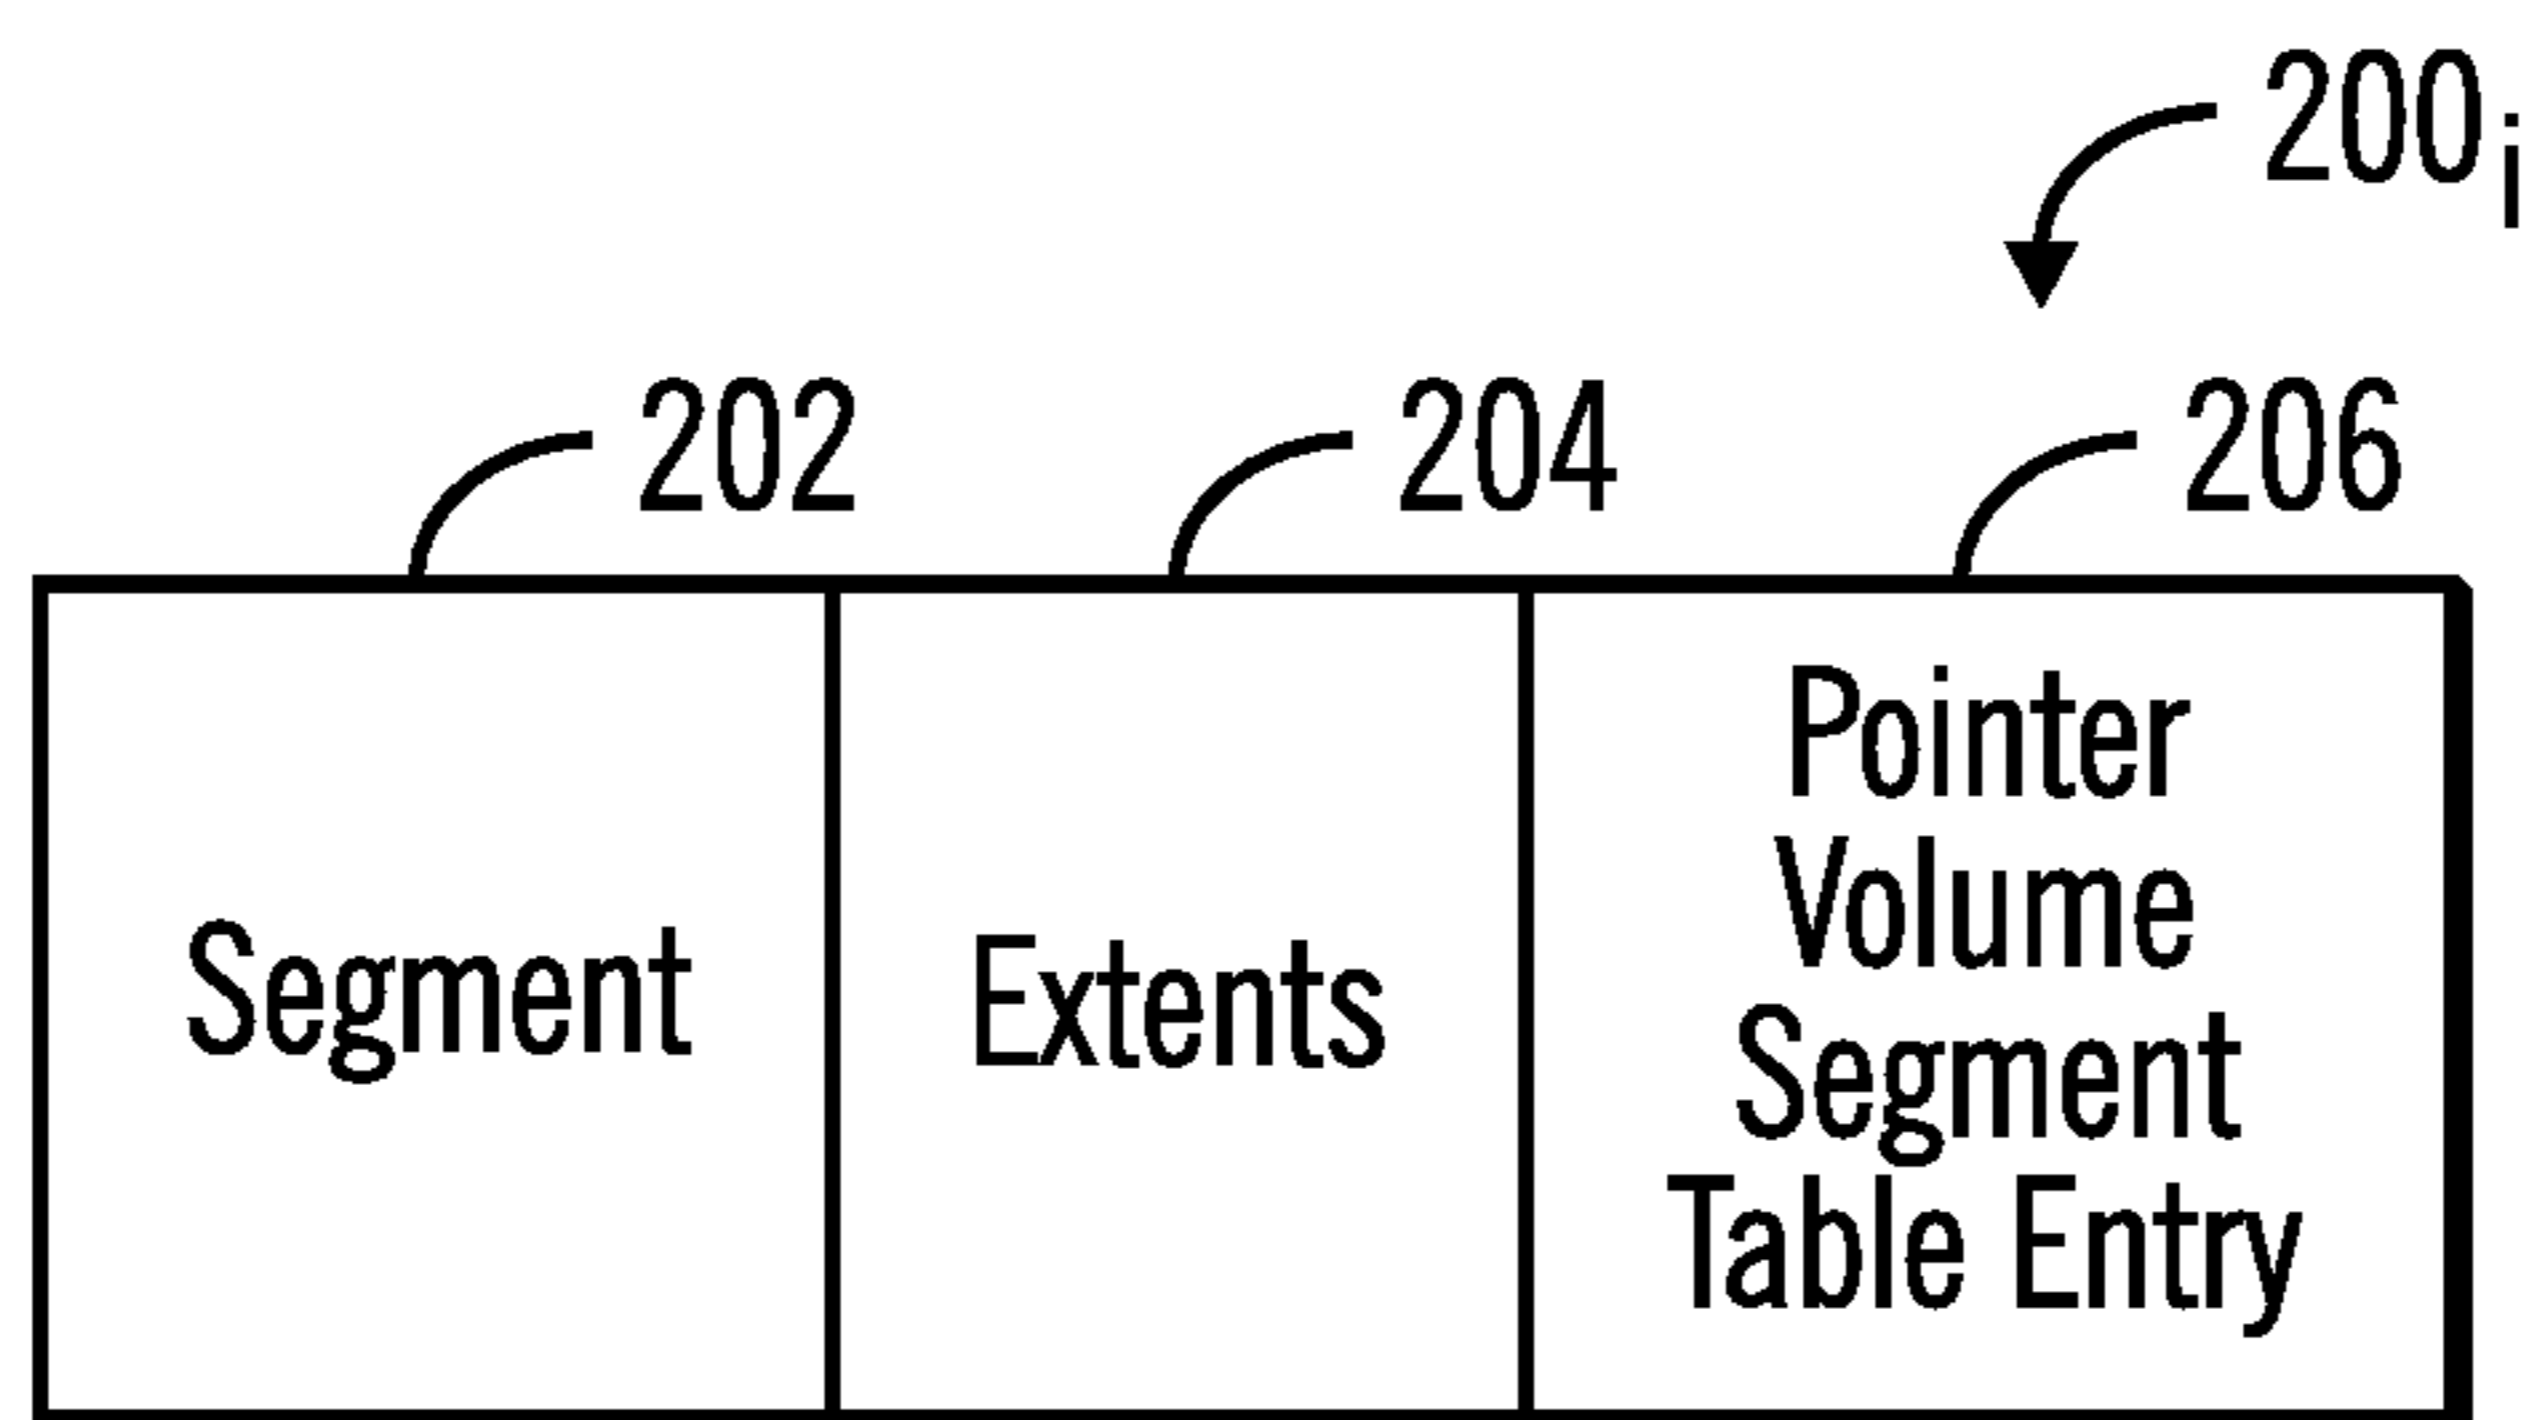 200i
202 204 206
Segment
Extents
Pointer
Volume
Segment
Table Entry